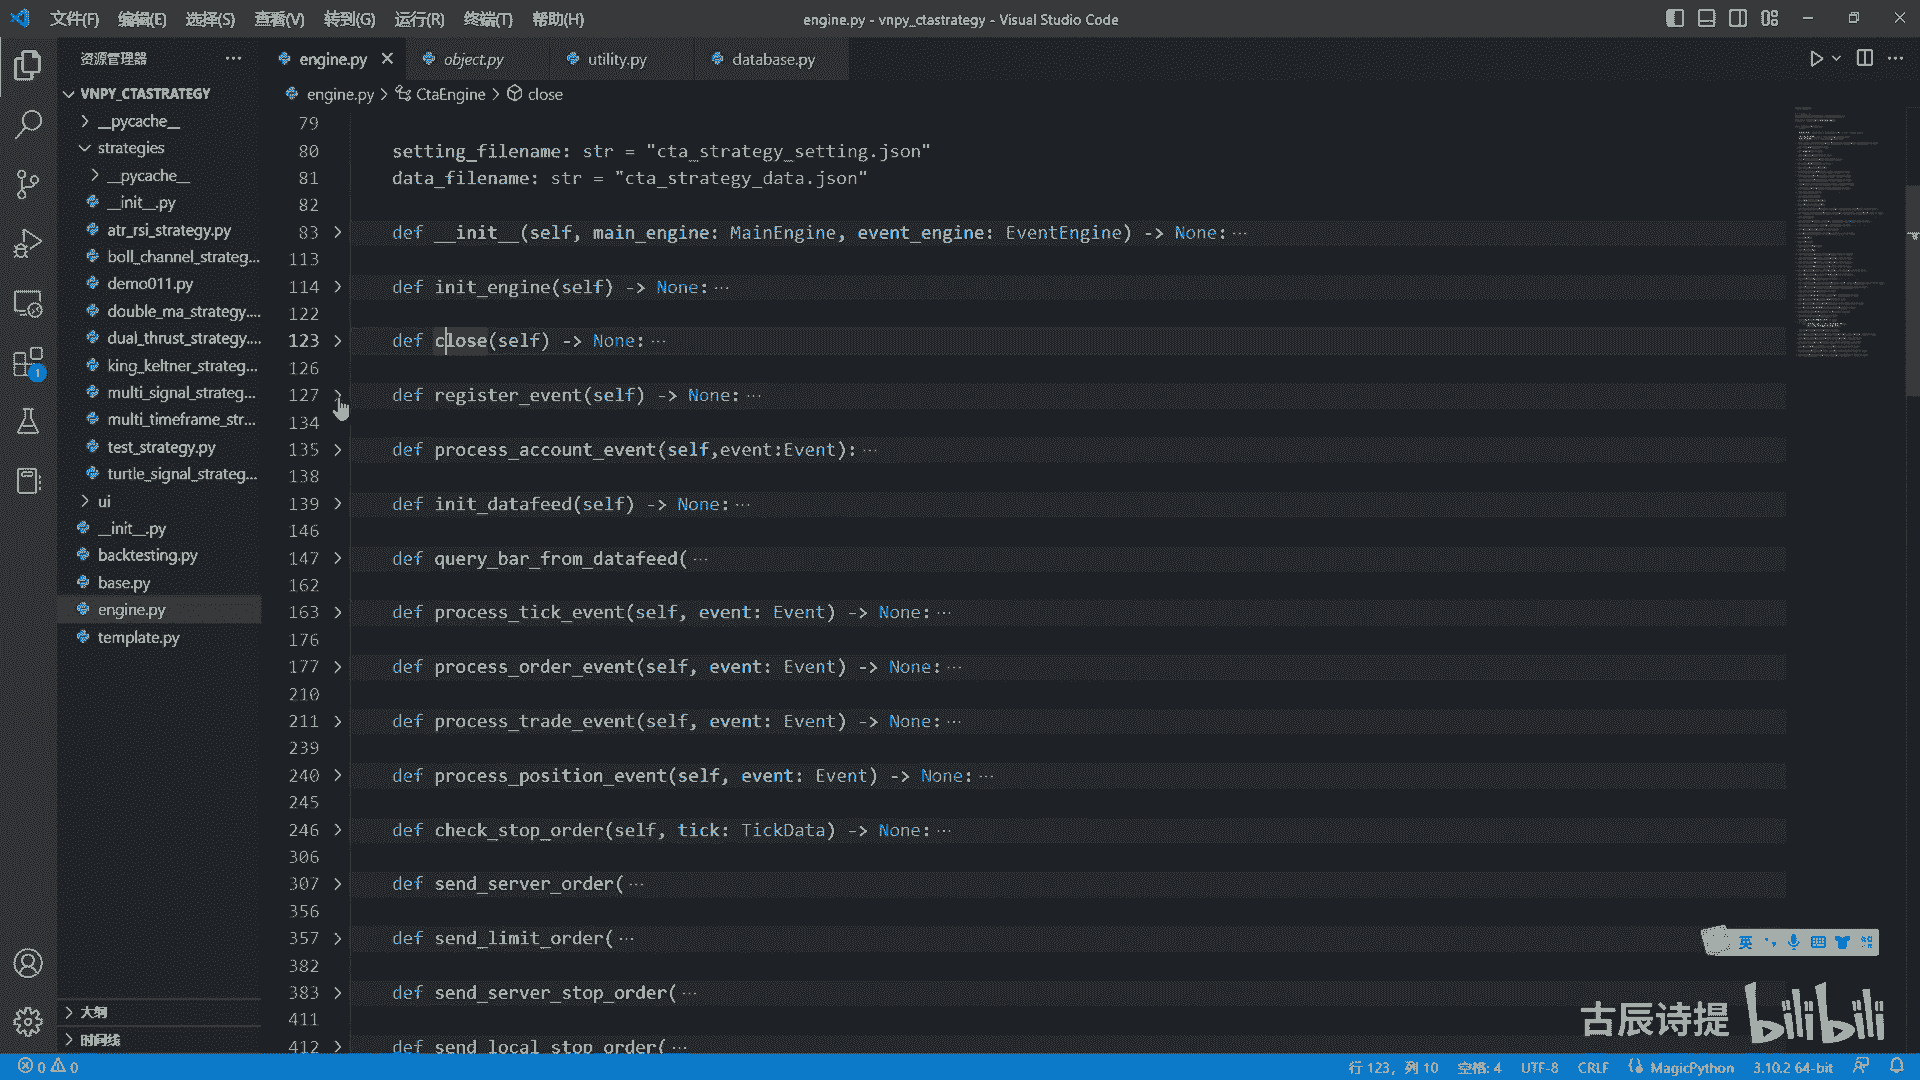 文件(F) 编辑(E) 选择(S) 查看(V) 转到(G) 运行(R) 终端(T) 帮助(H)
engine.py - vnpy_ctastrategy - Visual Studio Code
资源管理器
engine.py
object.py
utility.py
database.py
engine.py > CtaEngine > close
VNPY_CTASTRATEGY
__pycache__
strategies
__pycache__
__init__.py
atr_rsi_strategy.py
boll_channel_strateg...
demo011.py
double_ma_strategy....
dual_thrust_strategy....
king_keltner_strateg...
multi_signal_strateg...
multi_timeframe_str...
test_strategy.py
turtle_signal_strateg...
ui
__init__.py
backtesting.py
base.py
engine.py
template.py
大纲
时间线
1
79
80 setting_filename: str = "cta_strategy_setting.json"
81 data_filename: str = "cta_strategy_data.json"
82
83 def __init__(self, main_engine: MainEngine, event_engine: EventEngine) -> None:···
113
114 def init_engine(self) -> None:···
122
123 def close(self) -> None:···
126
127 def register_event(self) -> None:···
134
135 def process_account_event(self,event:Event):···
138
139 def init_datafeed(self) -> None:···
146
147 def query_bar_from_datafeed(···
162
163 def process_tick_event(self, event: Event) -> None:···
176
177 def process_order_event(self, event: Event) -> None:···
210
211 def process_trade_event(self, event: Event) -> None:···
239
240 def process_position_event(self, event: Event) -> None:···
245
246 def check_stop_order(self, tick: TickData) -> None:···
306
307 def send_server_order(···
356
357 def send_limit_order(···
382
383 def send_server_stop_order(···
411
412 def send_local_stop_order(···
英
古辰诗提 bilibili
0 0
行 123，列 10 空格: 4 UTF-8 CRLF MagicPython 3.10.2 64-bit